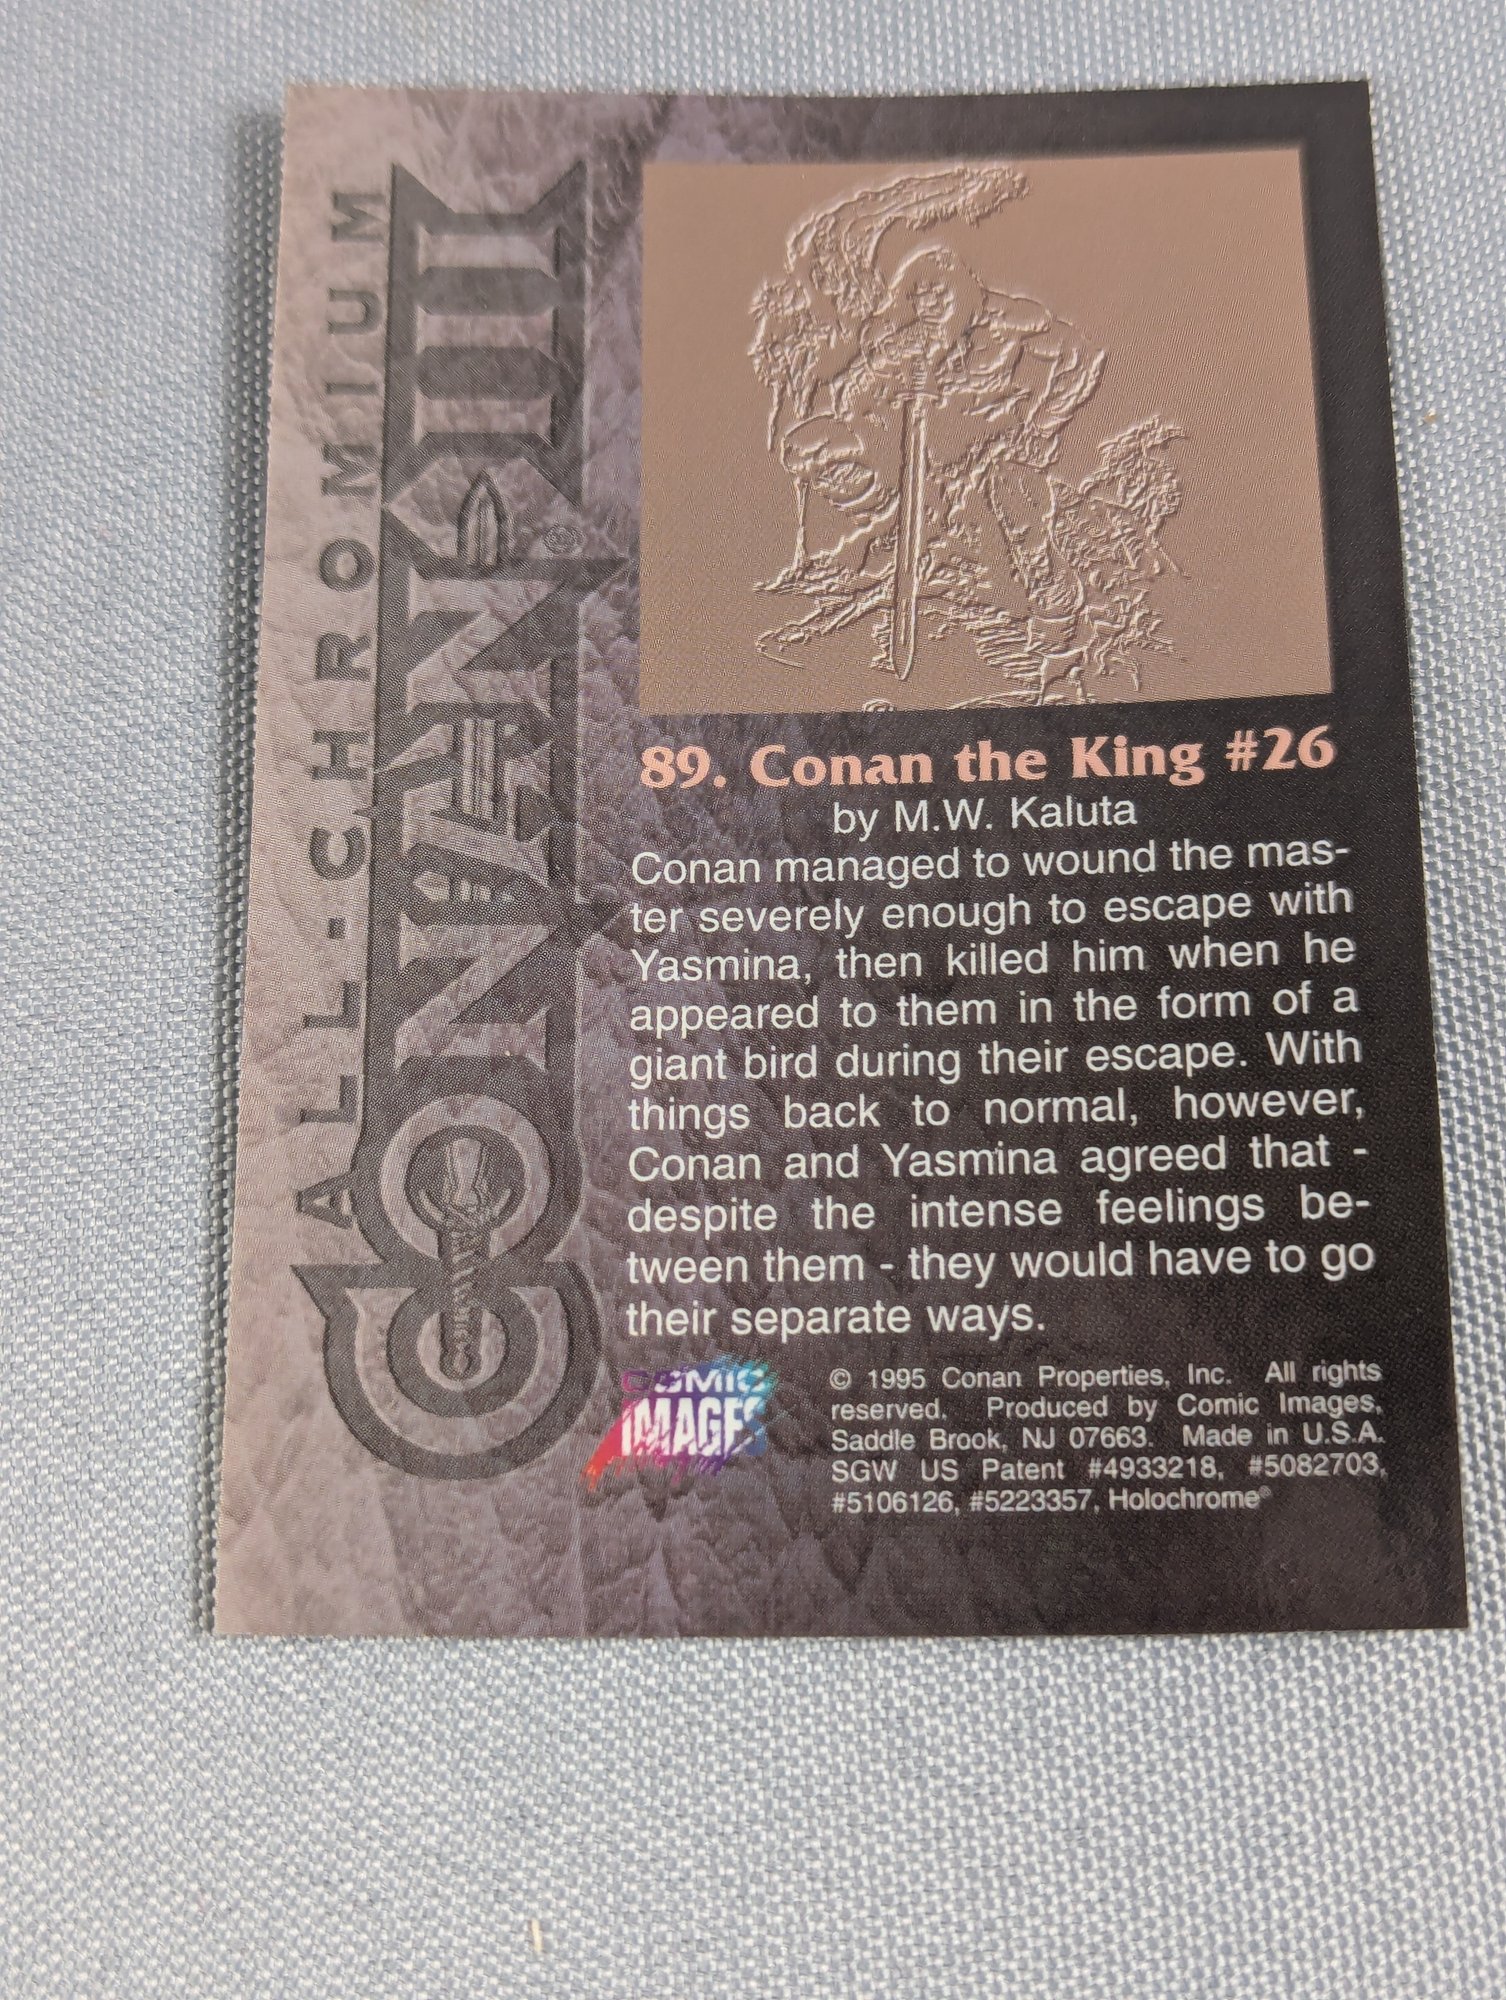 ALL-CHROMIUM
CONAN III
89. Conan the King #26
by M.W. Kaluta
Conan managed to wound the mas-
ter severely enough to escape with
Yasmina, then killed him when he
appeared to them in the form of a
giant bird during their escape. With
things back to normal, however,
Conan and Yasmina agreed that -
despite the intense feelings be-
tween them - they would have to go
their separate ways.
COMIC
IMAGES
© 1995 Conan Properties, Inc. All rights
reserved. Produced by Comic Images,
Saddle Brook, NJ 07663. Made in U.S.A.
SGW US Patent #4933218, #5082703,
#5106126, #5223357, Holochrome®